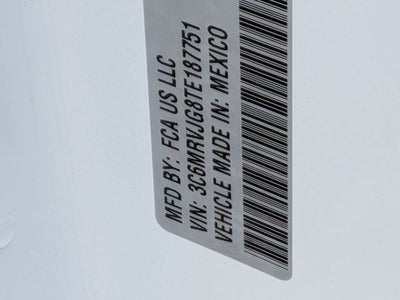 MFD BY: FCA US LLC
VIN: 3C6MRVJG8TE187751
VEHICLE MADE IN: MEXICO